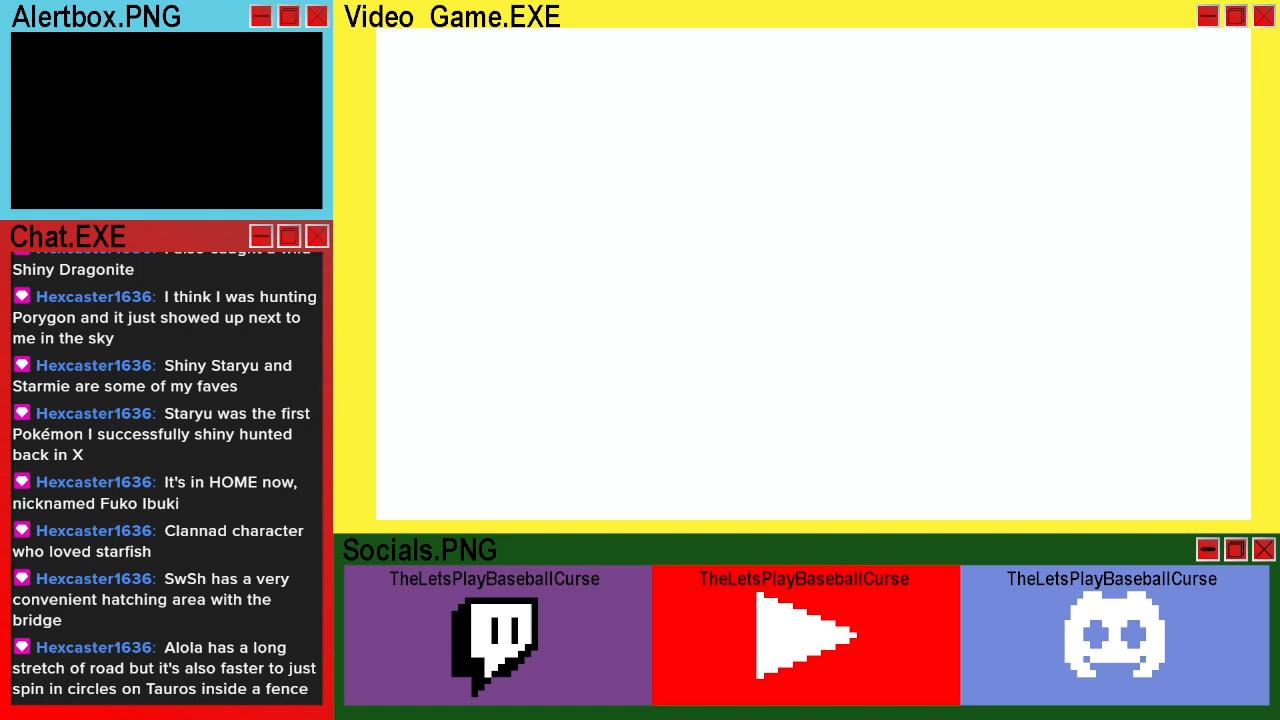 Alertbox.PNG
Video Game.EXE
Chat.EXE
Shiny Dragonite
Hexcaster1636: I think I was hunting
Porygon and it just showed up next to
me in the sky
Hexcaster1636: Shiny Staryu and
Starmie are some of my faves
Hexcaster1636: Staryu was the first
Pokémon I successfully shiny hunted
back in X
Hexcaster1636: It's in HOME now,
nicknamed Fuko Ibuki
Hexcaster1636: Clannad character
who loved starfish
Hexcaster1636: SwSh has a very
convenient hatching area with the
bridge
Hexcaster1636: Alola has a long
stretch of road but it's also faster to just
spin in circles on Tauros inside a fence
Socials.PNG
TheLetsPlayBaseballCurse
TheLetsPlayBaseballCurse
TheLetsPlayBaseballCurse